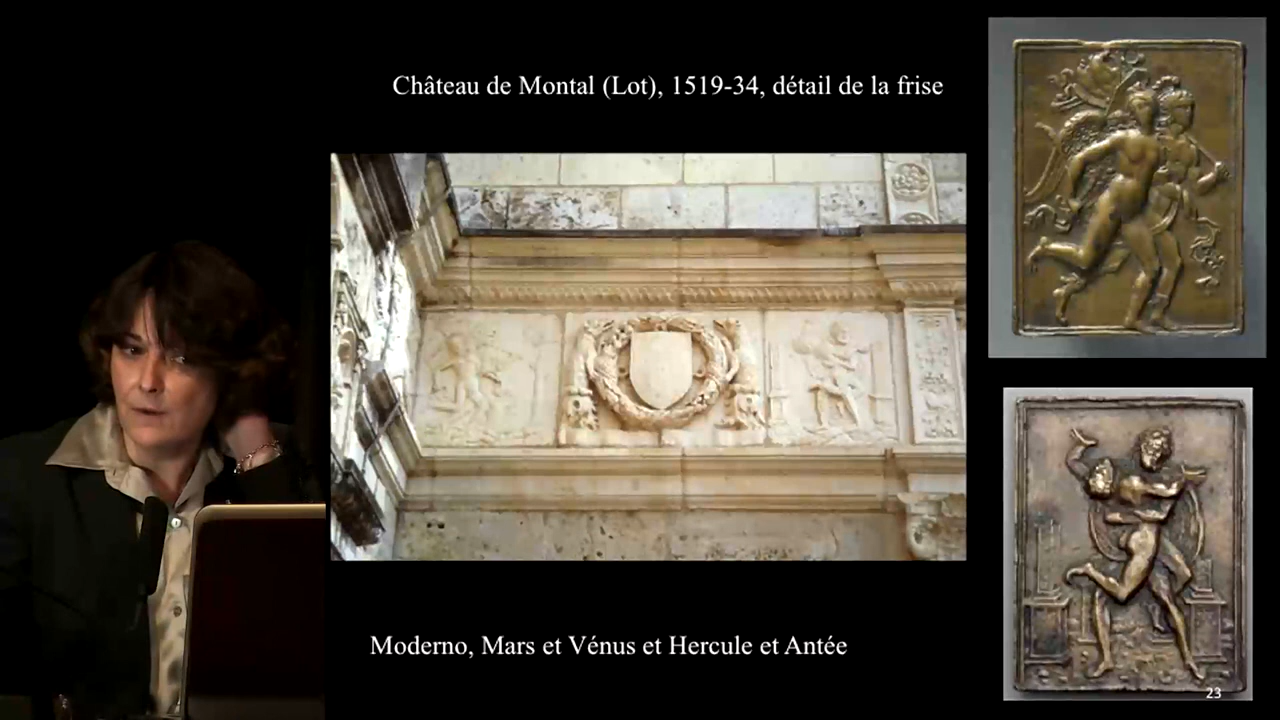 Château de Montal (Lot), 1519-34, détail de la frise
Moderno, Mars et Vénus et Hercule et Antée
23